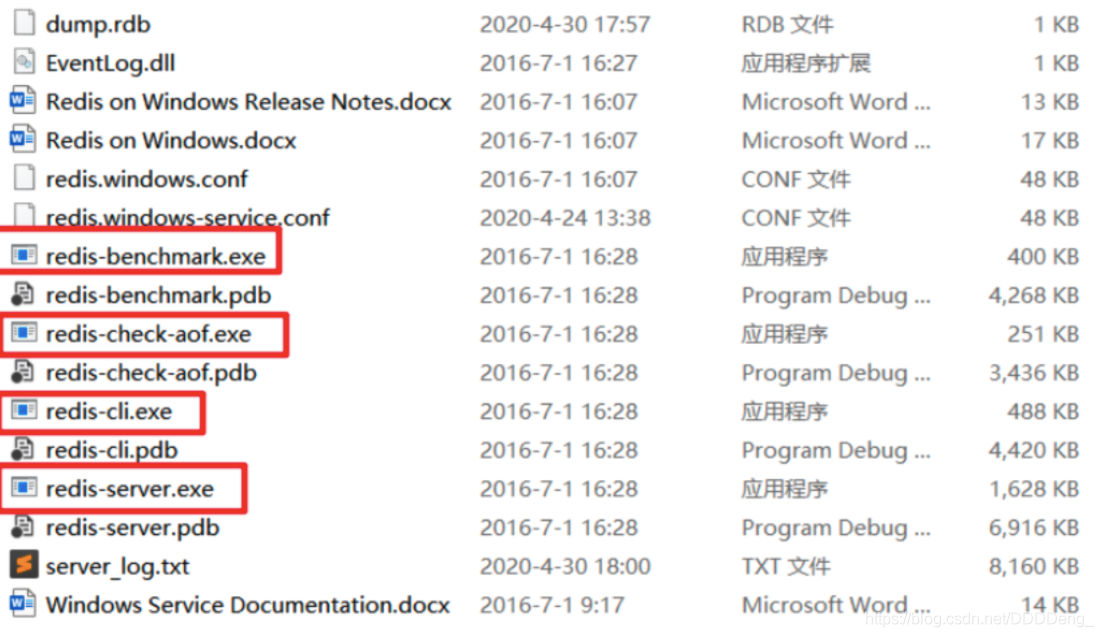 dump.rdb 2020-4-30 17:57 RDB 文件 1 KB
EventLog.dll 2016-7-1 16:27 应用程序扩展 1 KB
Redis on Windows Release Notes.docx 2016-7-1 16:07 Microsoft Word ... 13 KB
Redis on Windows.docx 2016-7-1 16:07 Microsoft Word ... 17 KB
redis.windows.conf 2016-7-1 16:07 CONF 文件 48 KB
redis.windows-service.conf 2020-4-24 13:38 CONF 文件 48 KB
redis-benchmark.exe 2016-7-1 16:28 应用程序 400 KB
redis-benchmark.pdb 2016-7-1 16:28 Program Debug ... 4,268 KB
redis-check-aof.exe 2016-7-1 16:28 应用程序 251 KB
redis-check-aof.pdb 2016-7-1 16:28 Program Debug ... 3,436 KB
redis-cli.exe 2016-7-1 16:28 应用程序 488 KB
redis-cli.pdb 2016-7-1 16:28 Program Debug ... 4,420 KB
redis-server.exe 2016-7-1 16:28 应用程序 1,628 KB
redis-server.pdb 2016-7-1 16:28 Program Debug ... 6,916 KB
server_log.txt 2020-4-30 18:00 TXT 文件 8,160 KB
Windows Service Documentation.docx 2016-7-1 9:17 Microsoft Word ... 14 KB
https://blog.csdn.net/DDDDeng_